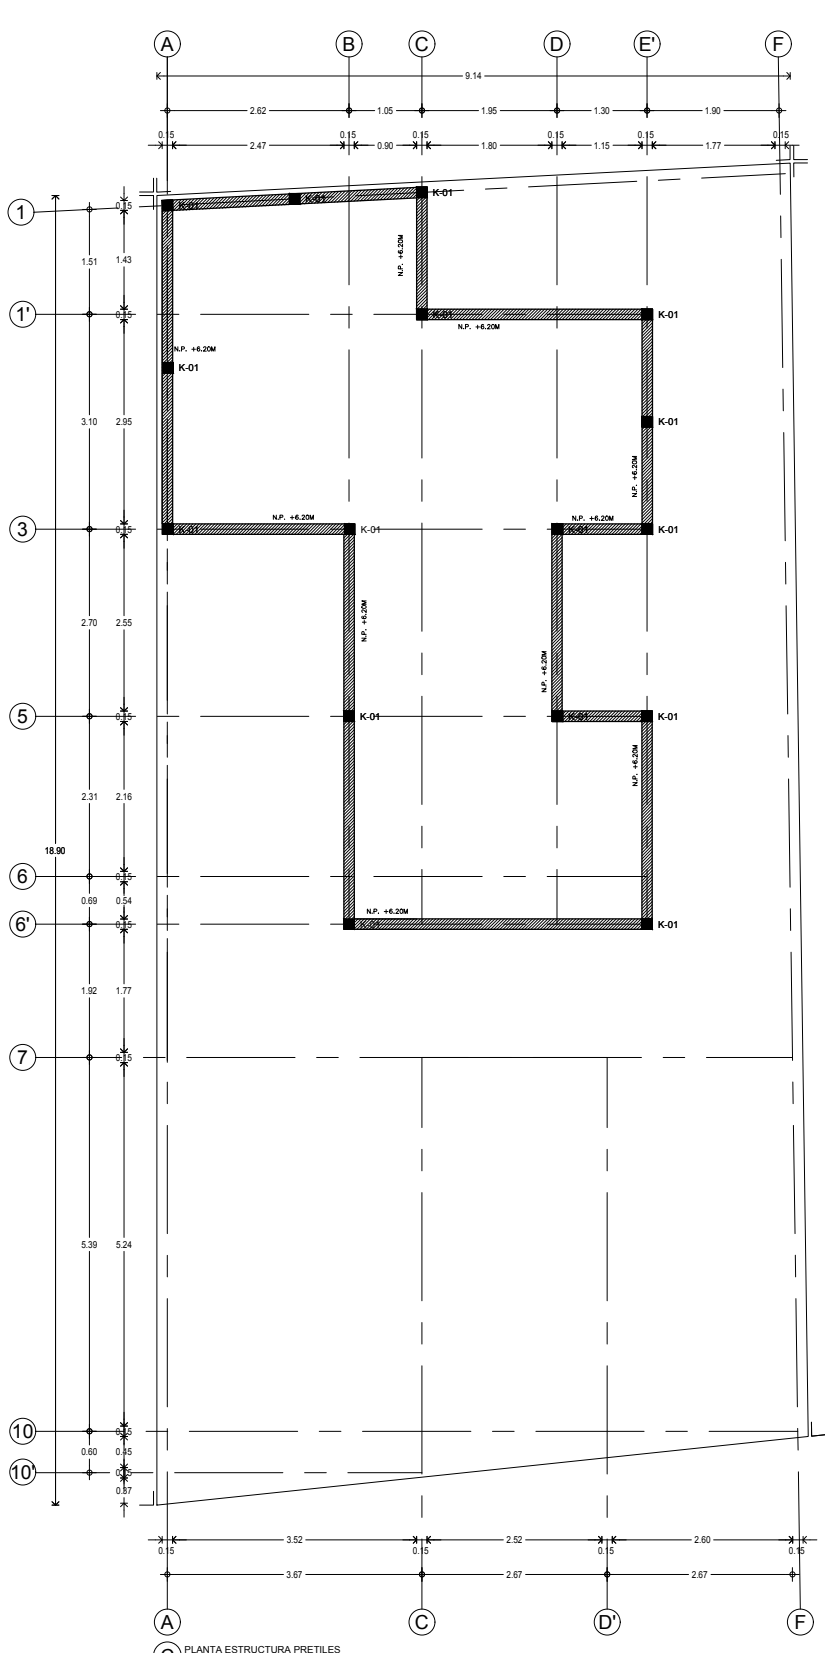 A B C D E' F
9.14
2.62 1.05 1.95 1.30 1.90
0.15 0.15 0.15 0.15 0.15 0.15
2.47 0.90 1.80 1.15 1.77
1
0.15
K-01
K-01
K-01
N.P. +6.20M
1.51 1.43
1'
0.15
K-01
K-01
N.P. +6.20M
N.P. +6.20M
K-01
3.10 2.95
K-01
N.P. +6.20M
N.P. +6.20M
N.P. +6.20M
3
0.15
K-01
K-01
K-01
K-01
N.P. +6.20M
2.70 2.55
N.P. +6.20M
5
0.15
K-01
K-01
K-01
N.P. +6.20M
2.31 2.16
18.90
6
0.15
0.69 0.54
N.P. +6.20M
6'
0.15
K-01
K-01
1.92 1.77
7
0.15
5.39 5.24
10
0.15
0.60 0.45
10'
0.15
0.37
3.52 2.52 2.60
0.15 0.15 0.15 0.15
3.67 2.67 2.67
A C D' F
PLANTA ESTRUCTURA PRETILES